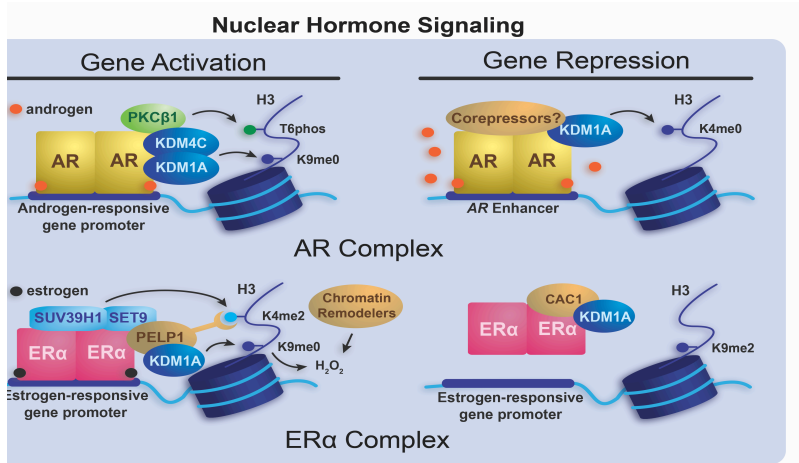 Nuclear Hormone Signaling
Gene Activation
Gene Repression
androgen
PKCβ1
H3
T6phos
KDM4C
AR
AR
KDM1A
K9me0
Androgen-responsive
gene promoter
H3
Corepressors?
KDM1A
K4me0
AR
AR
AR Enhancer
AR Complex
estrogen
H3
SUV39H1
SET9
K4me2
Chromatin
Remodelers
PELP1
ERα
ERα
KDM1A
K9me0
H₂O₂
Estrogen-responsive
gene promoter
H3
CAC1
KDM1A
ERα
ERα
K9me2
Estrogen-responsive
gene promoter
ERα Complex